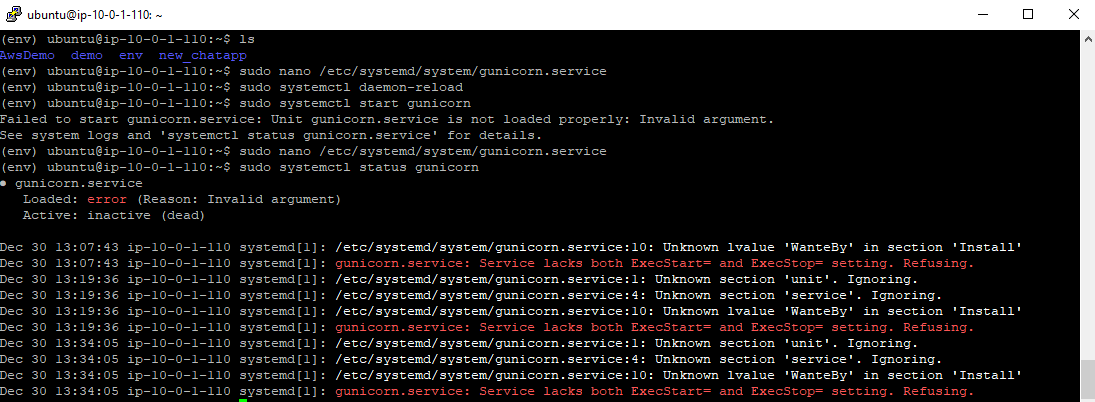 ubuntu@ip-10-0-1-110: ~
(env) ubuntu@ip-10-0-1-110:~$ ls
AwsDemo  demo  env  new_chatapp
(env) ubuntu@ip-10-0-1-110:~$ sudo nano /etc/systemd/system/gunicorn.service
(env) ubuntu@ip-10-0-1-110:~$ sudo systemctl daemon-reload
(env) ubuntu@ip-10-0-1-110:~$ sudo systemctl start gunicorn
Failed to start gunicorn.service: Unit gunicorn.service is not loaded properly: Invalid argument.
See system logs and 'systemctl status gunicorn.service' for details.
(env) ubuntu@ip-10-0-1-110:~$ sudo nano /etc/systemd/system/gunicorn.service
(env) ubuntu@ip-10-0-1-110:~$ sudo systemctl status gunicorn
● gunicorn.service
   Loaded: error (Reason: Invalid argument)
   Active: inactive (dead)
Dec 30 13:07:43 ip-10-0-1-110 systemd[1]: /etc/systemd/system/gunicorn.service:10: Unknown lvalue 'WanteBy' in section 'Install'
Dec 30 13:07:43 ip-10-0-1-110 systemd[1]: gunicorn.service: Service lacks both ExecStart= and ExecStop= setting. Refusing.
Dec 30 13:19:36 ip-10-0-1-110 systemd[1]: /etc/systemd/system/gunicorn.service:1: Unknown section 'unit'. Ignoring.
Dec 30 13:19:36 ip-10-0-1-110 systemd[1]: /etc/systemd/system/gunicorn.service:4: Unknown section 'service'. Ignoring.
Dec 30 13:19:36 ip-10-0-1-110 systemd[1]: /etc/systemd/system/gunicorn.service:10: Unknown lvalue 'WanteBy' in section 'Install'
Dec 30 13:19:36 ip-10-0-1-110 systemd[1]: gunicorn.service: Service lacks both ExecStart= and ExecStop= setting. Refusing.
Dec 30 13:34:05 ip-10-0-1-110 systemd[1]: /etc/systemd/system/gunicorn.service:1: Unknown section 'unit'. Ignoring.
Dec 30 13:34:05 ip-10-0-1-110 systemd[1]: /etc/systemd/system/gunicorn.service:4: Unknown section 'service'. Ignoring.
Dec 30 13:34:05 ip-10-0-1-110 systemd[1]: /etc/systemd/system/gunicorn.service:10: Unknown lvalue 'WanteBy' in section 'Install'
Dec 30 13:34:05 ip-10-0-1-110 systemd[1]: gunicorn.service: Service lacks both ExecStart= and ExecStop= setting. Refusing.